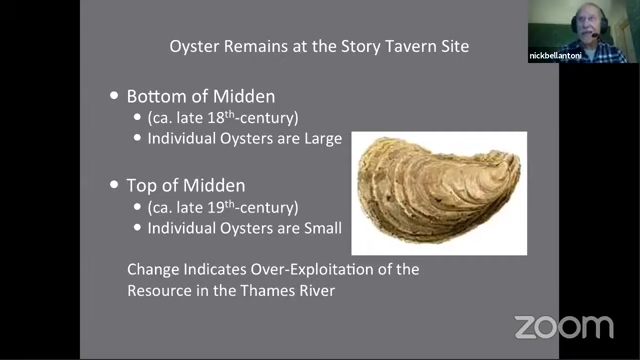 Oyster Remains at the Story Tavern Site
nickbellantoni
• Bottom of Midden
• (ca. late 18th-century)
• Individual Oysters are Large
• Top of Midden
• (ca. late 19th-century)
• Individual Oysters are Small
Change Indicates Over-Exploitation of the
Resource in the Thames River
zoom